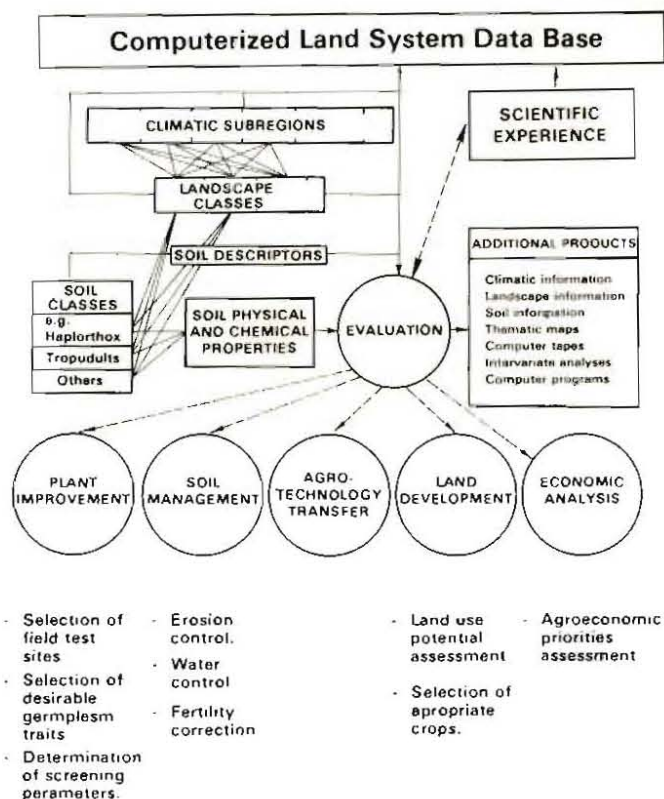 Computerized Land System Data Base
CLIMATIC SUBREGIONS
SCIENTIFIC
EXPERIENCE
LANDSCAPE
CLASSES
SOIL DESCRIPTORS
SOIL
CLASSES
e.g.
Haplorthox
Tropudults
Others
SOIL PHYSICAL
AND CHEMICAL
PROPERTIES
EVALUATION
ADDITIONAL PRODUCTS
Climatic information
Landscape information
Soil information
Thematic maps
Computer tapes
Intervariate analyses
Computer programs
PLANT
IMPROVEMENT
SOIL
MANAGEMENT
AGRO-
TECHNOLOGY
TRANSFER
LAND
DEVELOPMENT
ECONOMIC
ANALYSIS
- Selection of
field test
sites
- Selection of
desirable
germplasm
traits
- Determination
of screening
perameters.
- Erosion
control.
- Water
control
- Fertility
correction
- Land use
potential
assessment
- Selection of
apropriate
crops.
- Agroeconomic
priorities
assessment